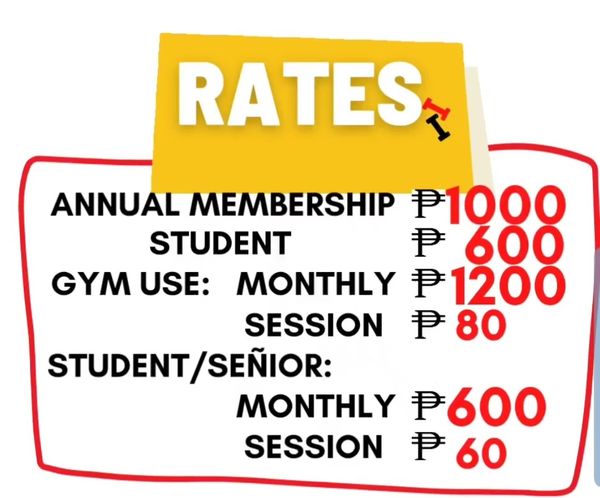 RATES
ANNUAL MEMBERSHIP ₱1000
STUDENT ₱ 600
GYM USE: MONTHLY ₱1200
SESSION ₱ 80
STUDENT/SEÑIOR:
MONTHLY ₱600
SESSION ₱ 60